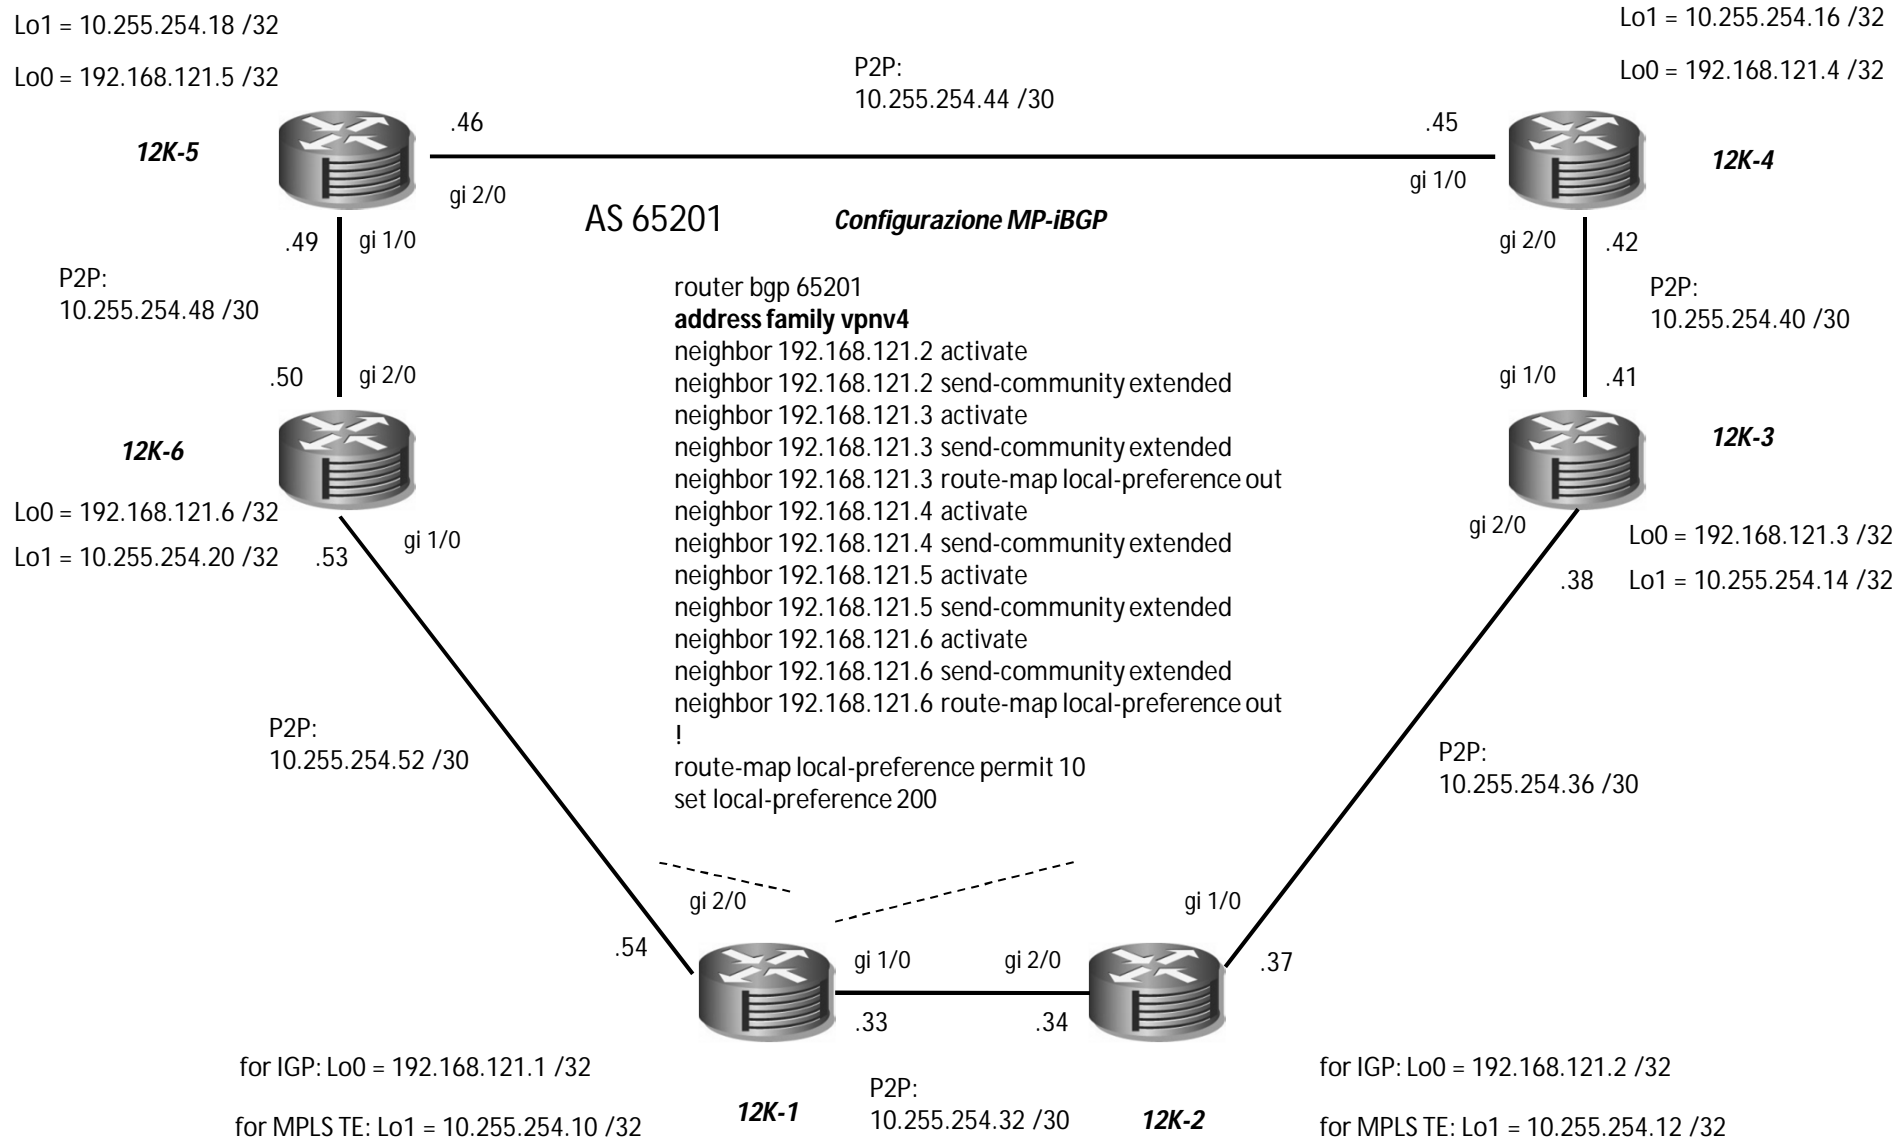 Lo1 = 10.255.254.18 /32
Lo0 = 192.168.121.5 /32
Lo1 = 10.255.254.16 /32
Lo0 = 192.168.121.4 /32
P2P:
10.255.254.44 /30
12K-5
.46
gi 2/0
.45
gi 1/0
12K-4
AS 65201
Configurazione MP-iBGP
.49
gi 1/0
gi 2/0
.42
P2P:
10.255.254.48 /30
P2P:
10.255.254.40 /30
.50
gi 2/0
gi 1/0
.41
12K-6
12K-3
router bgp 65201
address family vpnv4
neighbor 192.168.121.2 activate
neighbor 192.168.121.2 send-community extended
neighbor 192.168.121.3 activate
neighbor 192.168.121.3 send-community extended
neighbor 192.168.121.3 route-map local-preference out
neighbor 192.168.121.4 activate
neighbor 192.168.121.4 send-community extended
neighbor 192.168.121.5 activate
neighbor 192.168.121.5 send-community extended
neighbor 192.168.121.6 activate
neighbor 192.168.121.6 send-community extended
neighbor 192.168.121.6 route-map local-preference out
!
route-map local-preference permit 10
set local-preference 200
Lo0 = 192.168.121.6 /32
Lo1 = 10.255.254.20 /32
.53
gi 1/0
gi 2/0
.38
Lo0 = 192.168.121.3 /32
Lo1 = 10.255.254.14 /32
P2P:
10.255.254.52 /30
P2P:
10.255.254.36 /30
gi 2/0
gi 1/0
.54
gi 1/0
gi 2/0
.37
.33
.34
for IGP: Lo0 = 192.168.121.1 /32
for MPLS TE: Lo1 = 10.255.254.10 /32
12K-1
P2P:
10.255.254.32 /30
12K-2
for IGP: Lo0 = 192.168.121.2 /32
for MPLS TE: Lo1 = 10.255.254.12 /32